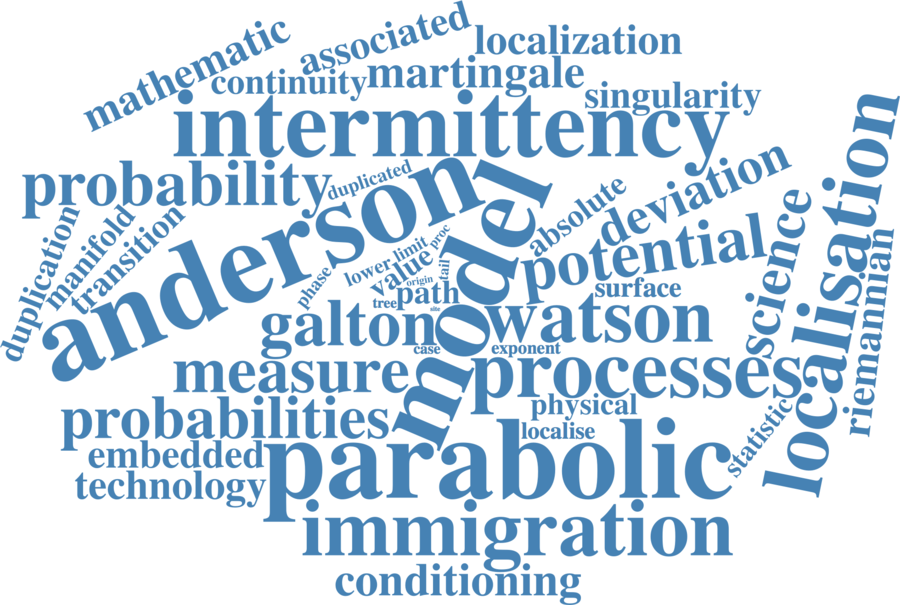 associated
mathematic
localization
continuity
martingale
singularity
intermittency
probability
duplicated
anderson
model
absolute
deviation
localisation
duplication
manifold
transition
science
potential
riemannian
phase
lower
limit
proc
value
origin
tail
tree
path
site
surface
galton
watson
case
exponent
measure
processes
physical
probabilities
localise
statistic
embedded
parabolic
technology
immigration
conditioning